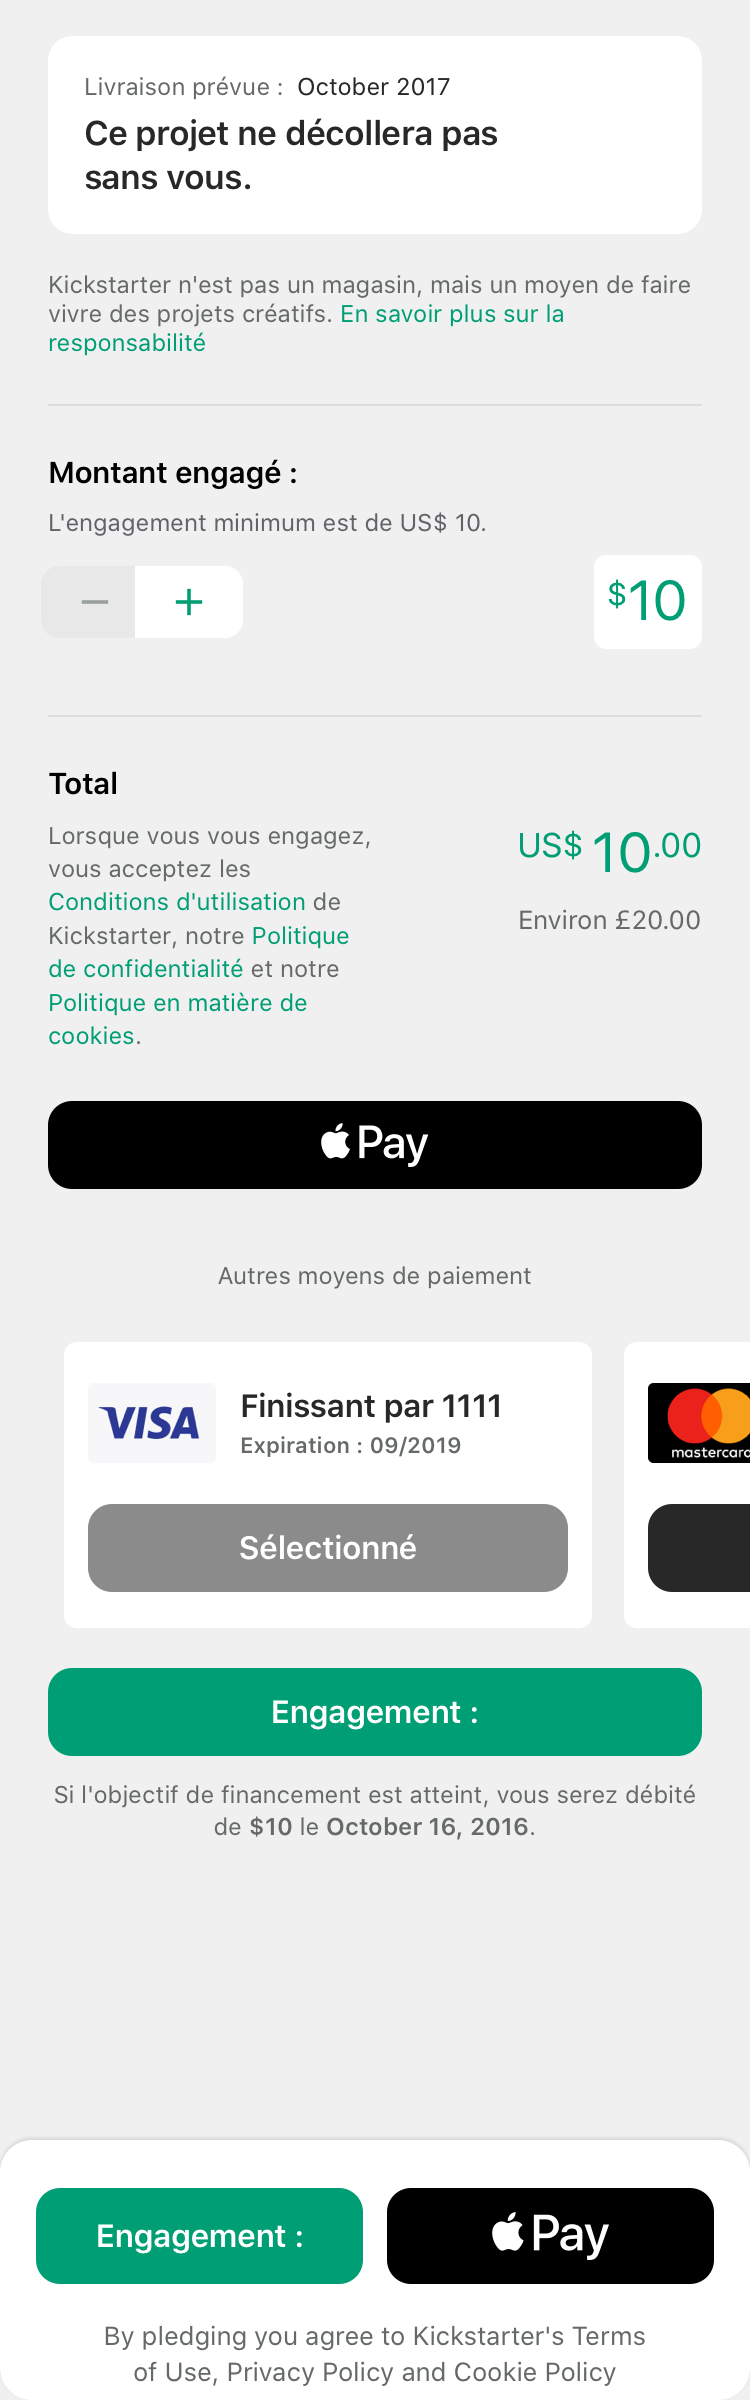 Livraison prévue : October 2017
Ce projet ne décollera pas
sans vous.
Kickstarter n'est pas un magasin, mais un moyen de faire
vivre des projets créatifs. En savoir plus sur la
responsabilité
Montant engagé :
L'engagement minimum est de US$ 10.
− +
$10
Total
Lorsque vous vous engagez,
vous acceptez les
Conditions d'utilisation de
Kickstarter, notre Politique
de confidentialité et notre
Politique en matière de
cookies.
US$ 10.00
Environ £20.00
Pay
Autres moyens de paiement
VISA
Finissant par 1111
Expiration : 09/2019
Sélectionné
mastercard
Engagement :
Si l'objectif de financement est atteint, vous serez débité
de $10 le October 16, 2016.
Engagement :
Pay
By pledging you agree to Kickstarter's Terms
of Use, Privacy Policy and Cookie Policy